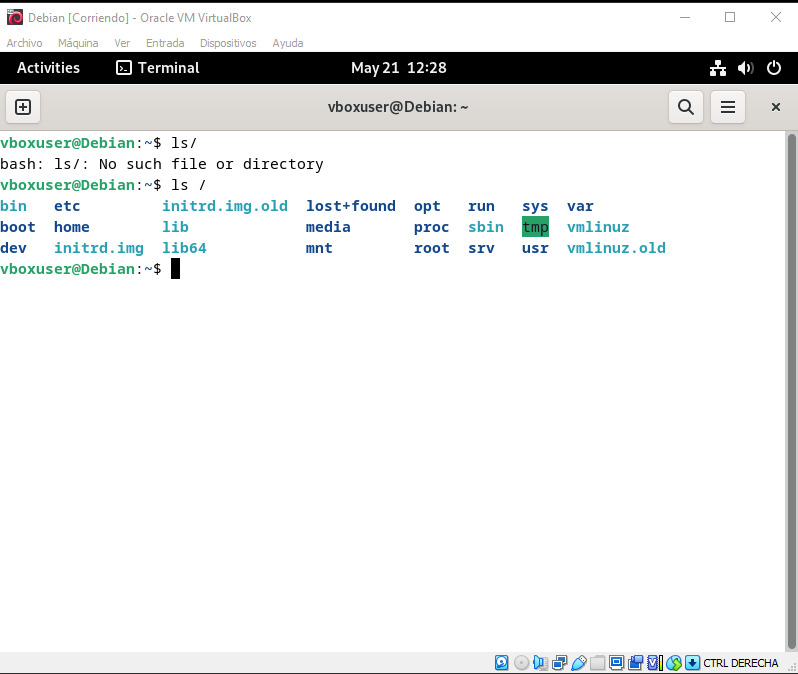 Debian [Corriendo] - Oracle VM VirtualBox
Archivo Máquina Ver Entrada Dispositivos Ayuda
Activities Terminal May 21 12:28
vboxuser@Debian: ~
vboxuser@Debian:~$ ls/
bash: ls/: No such file or directory
vboxuser@Debian:~$ ls /
bin etc initrd.img.old lost+found opt run sys var
boot home lib media proc sbin tmp vmlinuz
dev initrd.img lib64 mnt root srv usr vmlinuz.old
vboxuser@Debian:~$
CTRL DERECHA